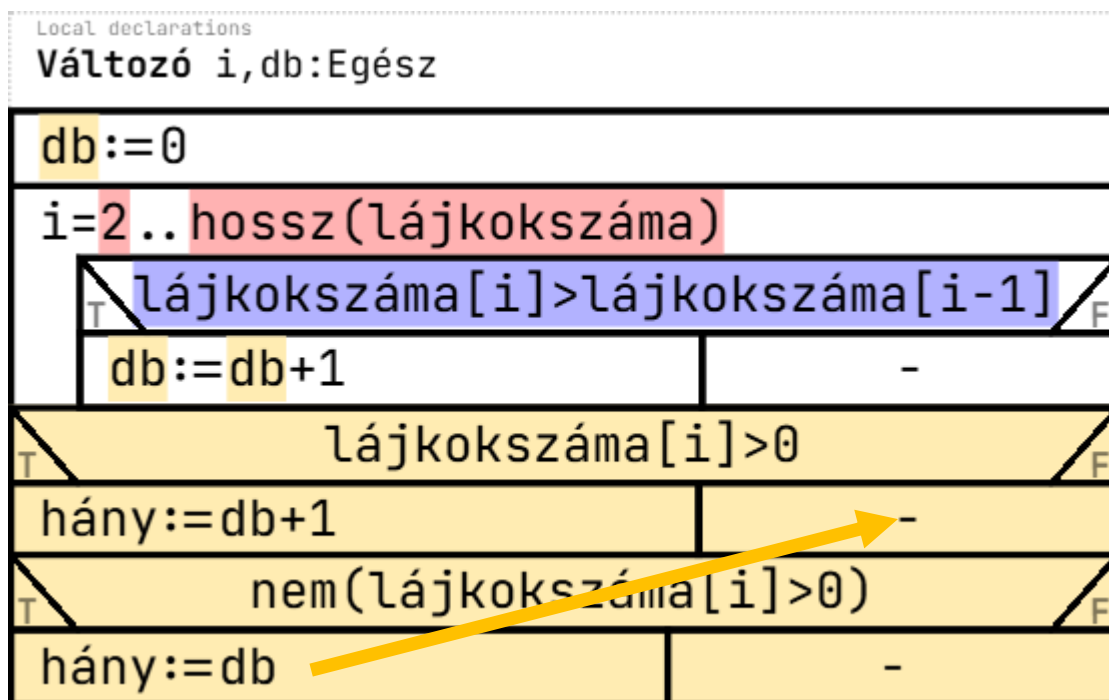 Local declarations
Változó i,db:Egész
db:=0
i=2..hossz(lájkokszáma)
T lájkokszáma[i]>lájkokszáma[i-1] F
db:=db+1 -
T lájkokszáma[i]>0 F
hány:=db+1 -
T nem(lájkokszáma[i]>0) F
hány:=db -